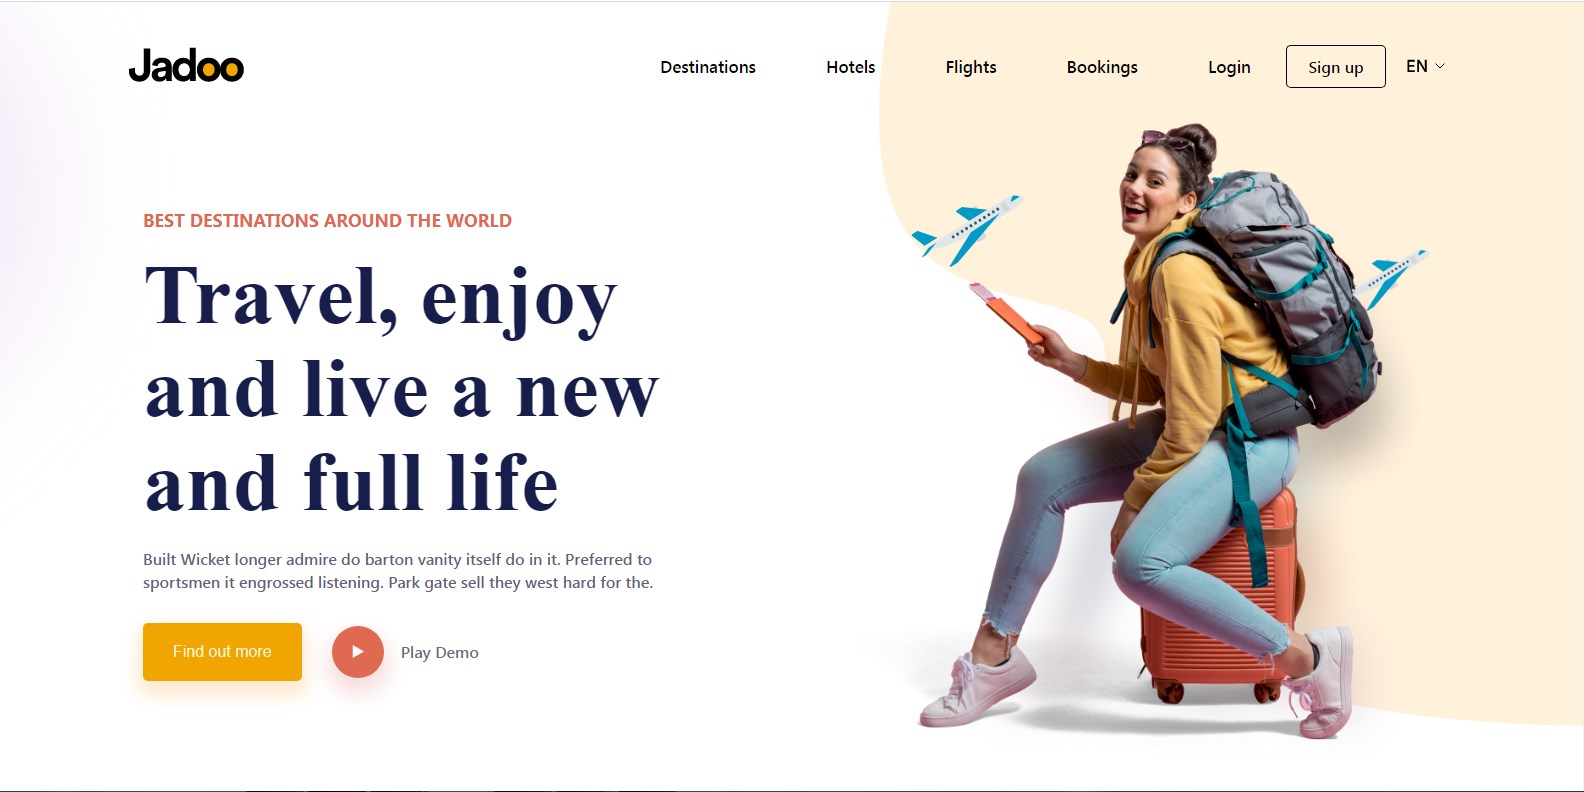 Jadoo
Destinations Hotels Flights Bookings Login Sign up EN
BEST DESTINATIONS AROUND THE WORLD
Travel, enjoy
and live a new
and full life
Built Wicket longer admire do barton vanity itself do in it. Preferred to
sportsmen it engrossed listening. Park gate sell they west hard for the.
Find out more Play Demo